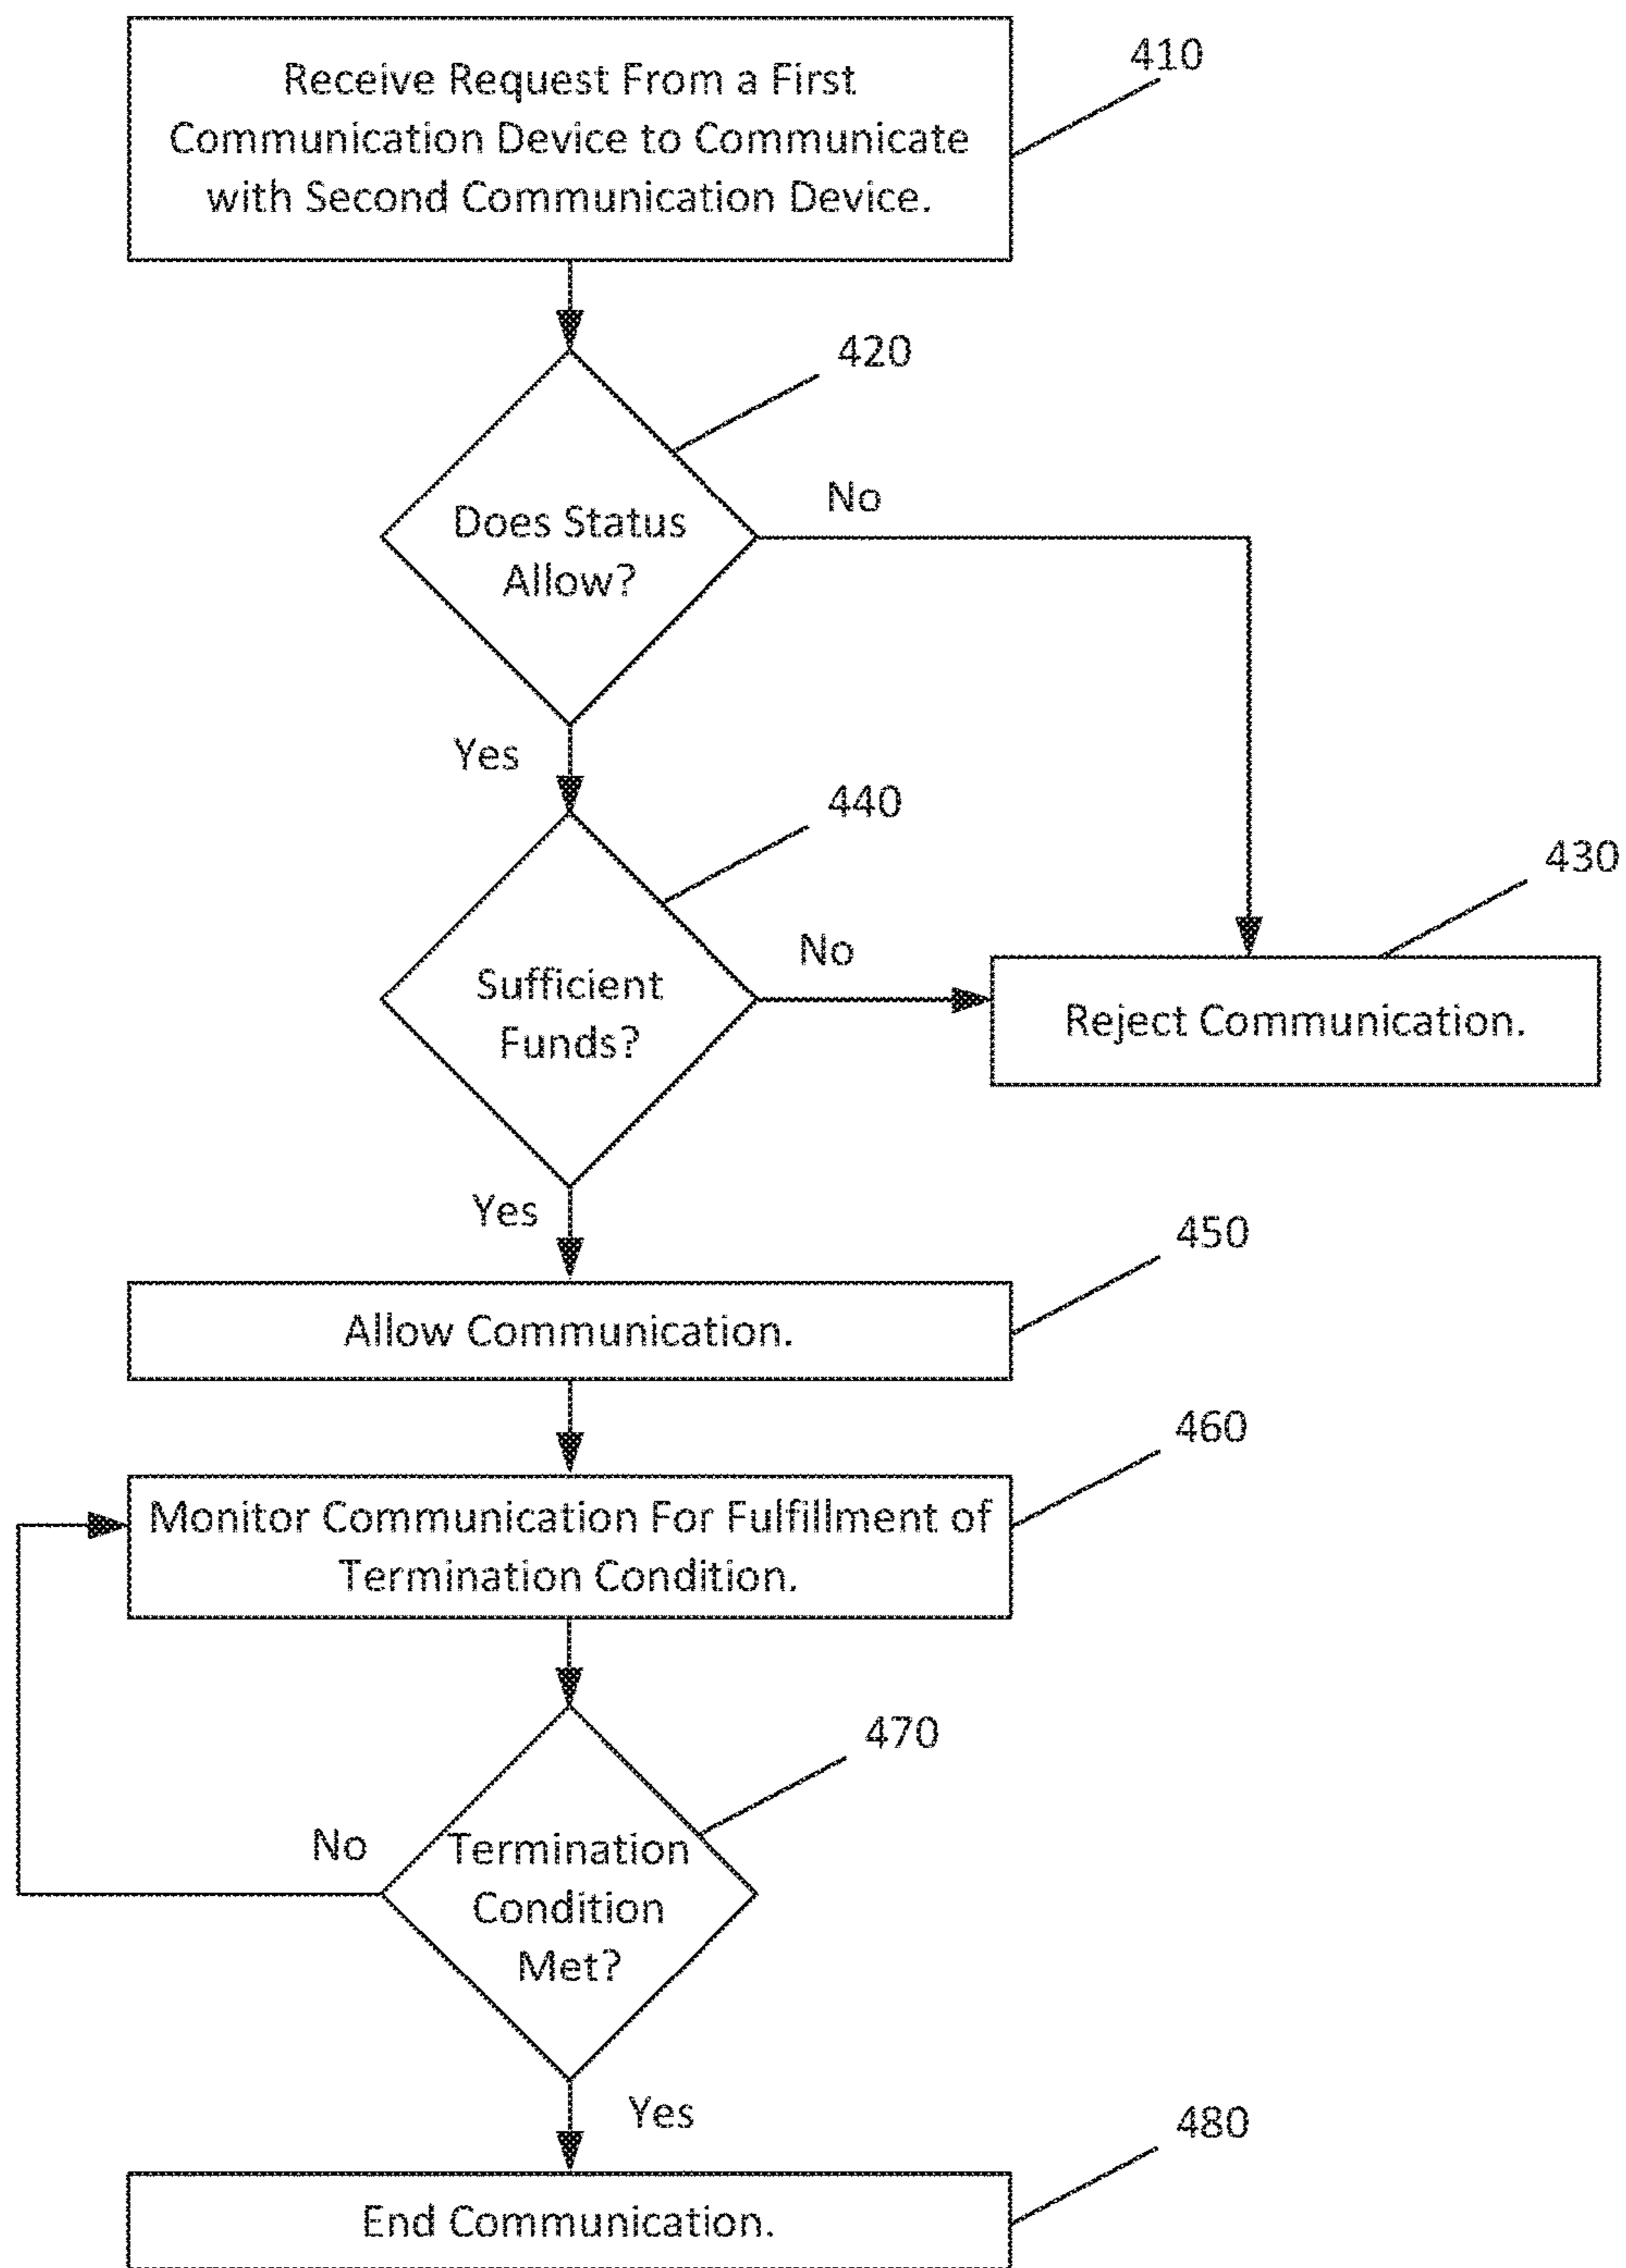 Receive Request From a First
Communication Device to Communicate
with Second Communication Device.
410
420
Does Status
Allow?
No
Yes
440
430
Sufficient
Funds?
No
Reject Communication.
Yes
450
Allow Communication.
460
Monitor Communication For Fulfillment of
Termination Condition.
470
No
Termination
Condition
Met?
Yes
480
End Communication.